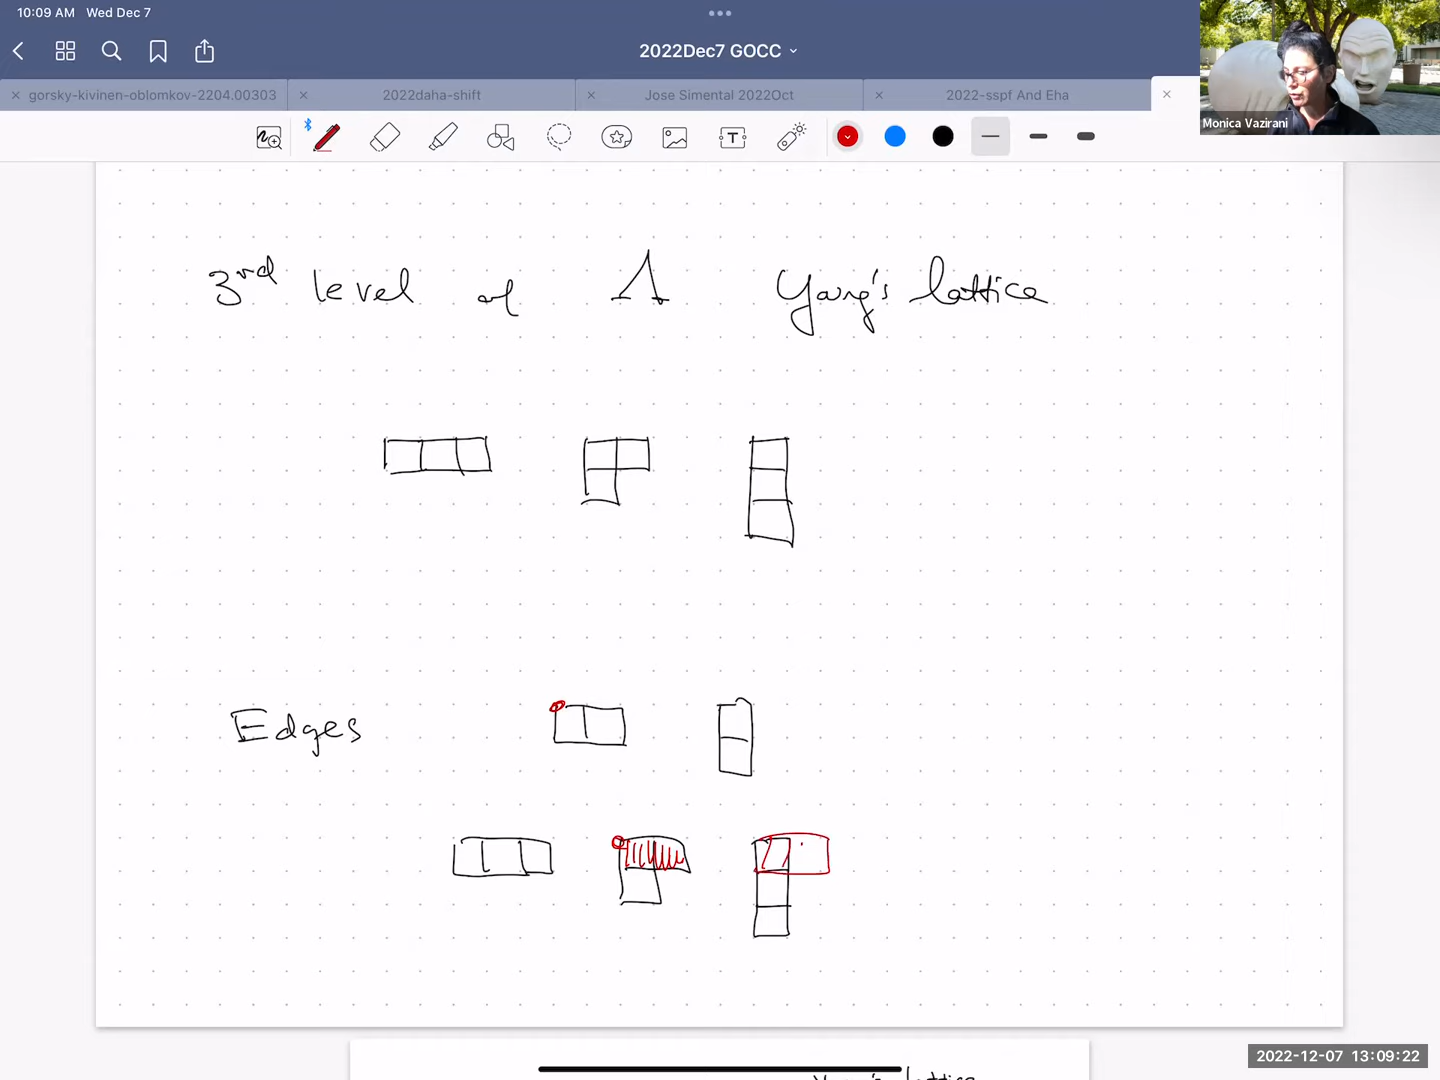 10:09 AM Wed Dec 7
2022Dec7 GOCC
gorsky-kivinen-oblomkov-2204.00303
2022daha-shift
Jose Simental 2022Oct
2022-sspf And Eha
Monica Vazirani
3rd level of Λ Young's lattice
Edges
2022-12-07 13:09:22